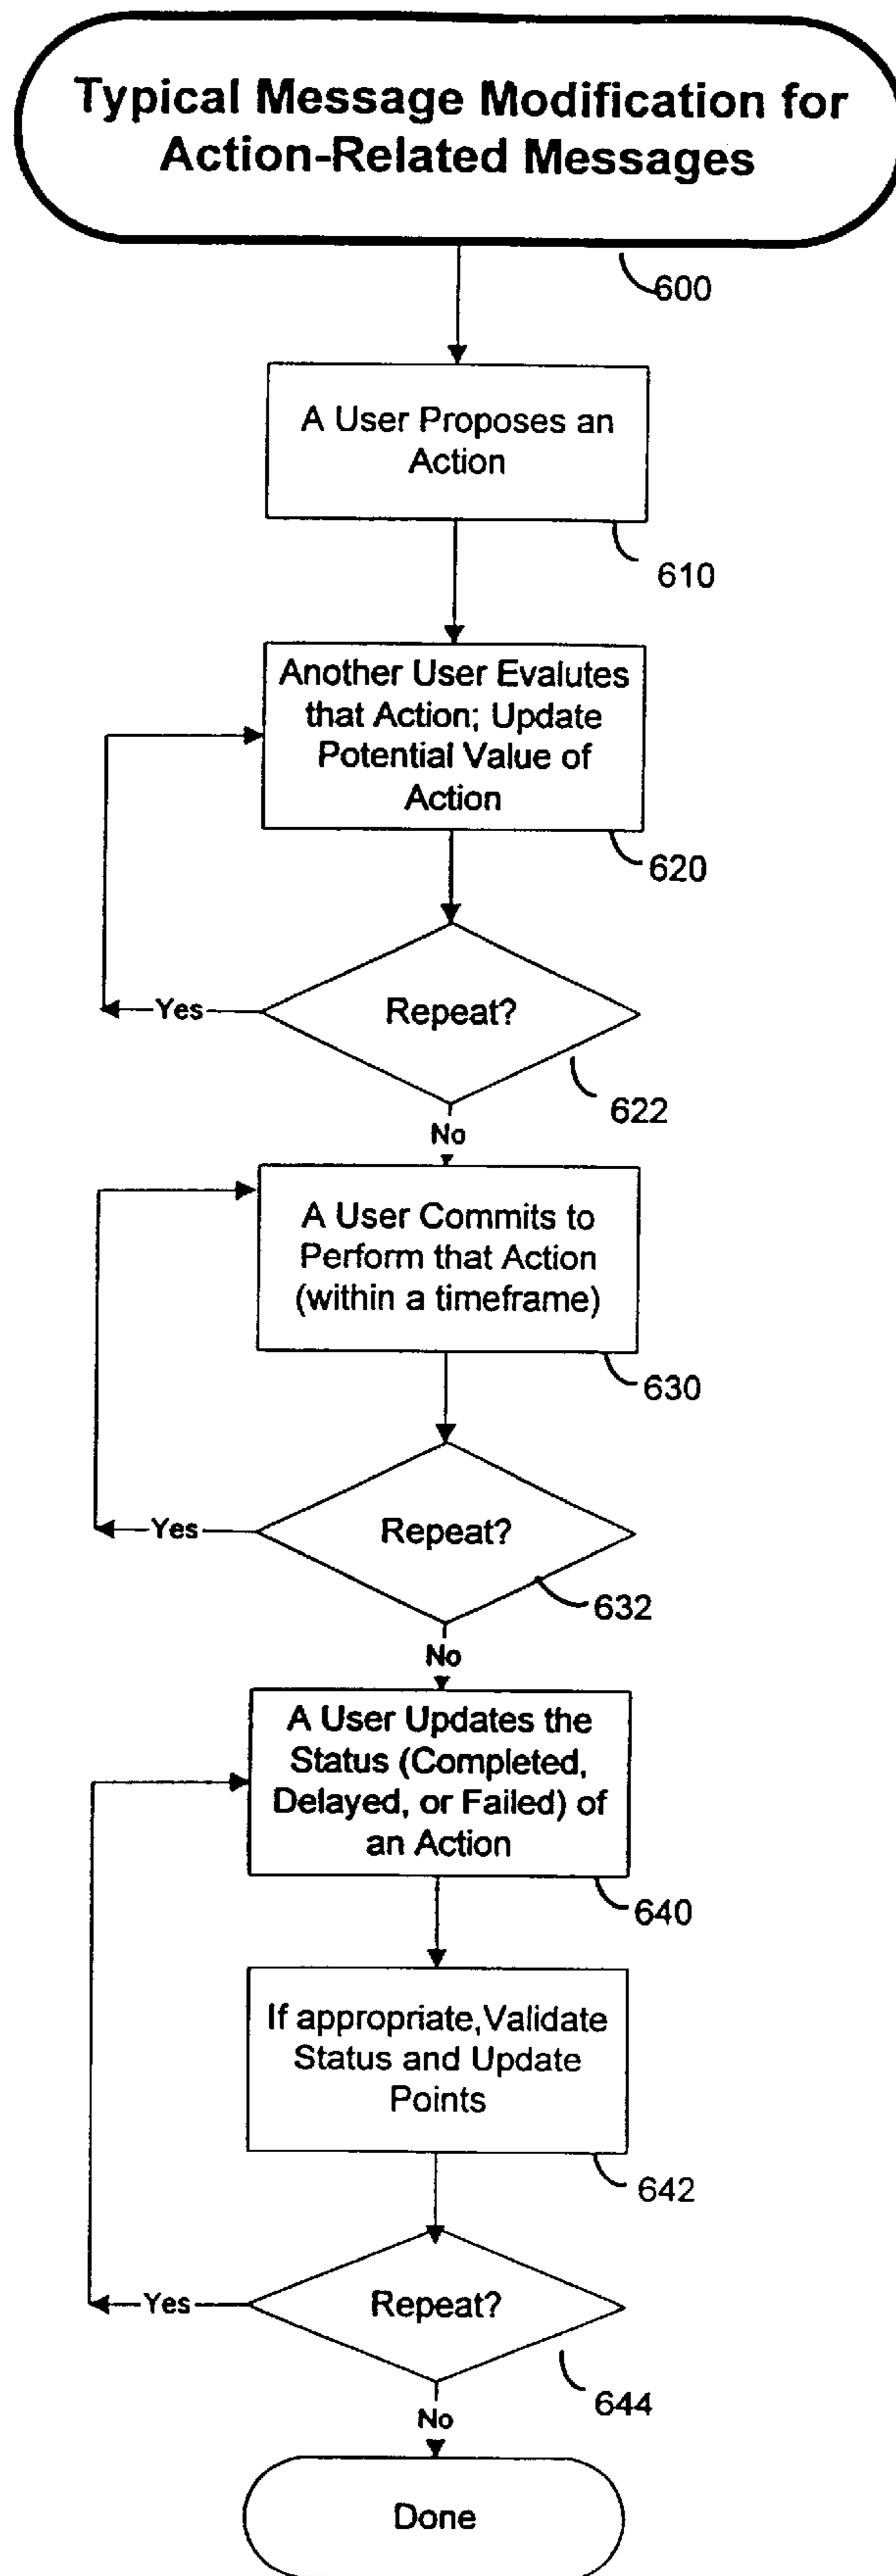 Typical Message Modification for
Action-Related Messages
600
A User Proposes an
Action
610
Another User Evalutes
that Action; Update
Potential Value of
Action
620
Repeat?
Yes
622
No
A User Commits to
Perform that Action
(within a timeframe)
630
Repeat?
Yes
632
No
A User Updates the
Status (Completed,
Delayed, or Failed) of
an Action
640
If appropriate,Validate
Status and Update
Points
642
Repeat?
Yes
644
No
Done